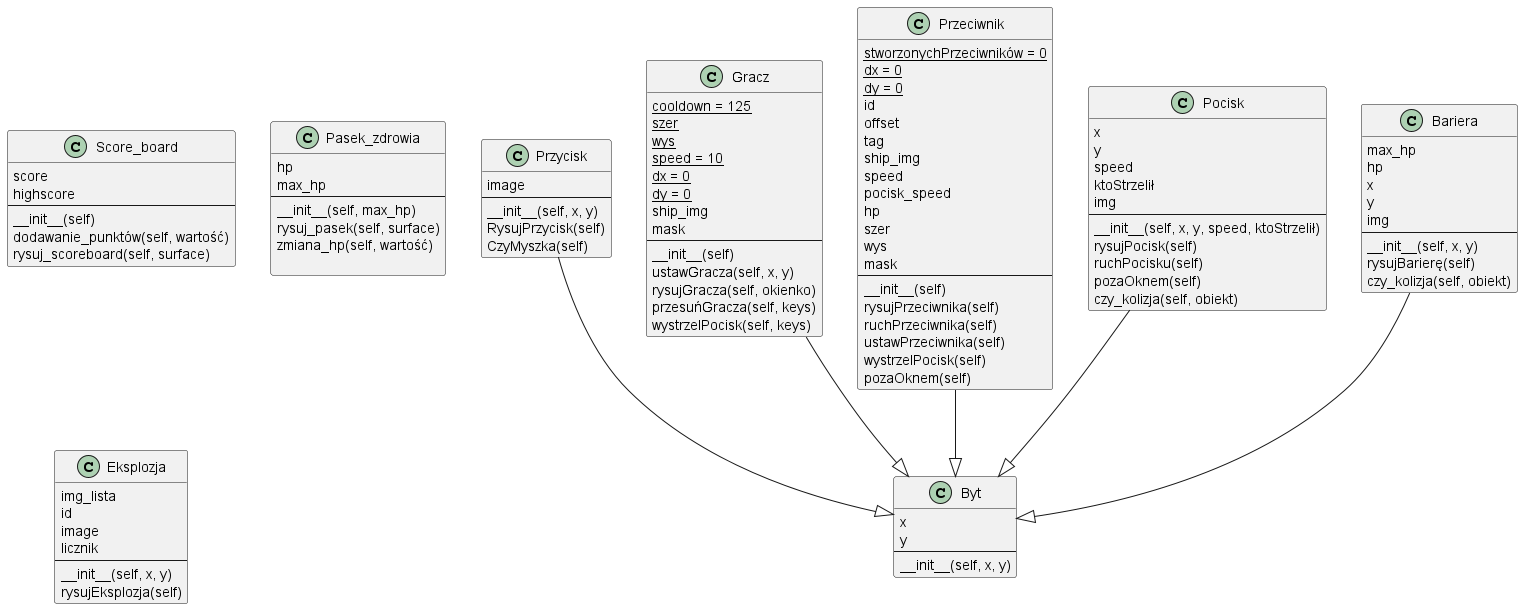 C Score_board
score
highscore
__init__(self)
dodawanie_punktów(self, wartość)
rysuj_scoreboard(self, surface)
C Pasek_zdrowia
hp
max_hp
__init__(self, max_hp)
rysuj_pasek(self, surface)
zmiana_hp(self, wartość)
C Przycisk
image
__init__(self, x, y)
RysujPrzycisk(self)
CzyMyszka(self)
C Gracz
cooldown = 125
szer
wys
speed = 10
dx = 0
dy = 0
ship_img
mask
__init__(self)
ustawGracza(self, x, y)
rysujGracza(self, okienko)
przesuńGracza(self, keys)
wystrzelPocisk(self, keys)
C Przeciwnik
stworzonychPrzeciwników = 0
dx = 0
dy = 0
id
offset
tag
ship_img
speed
pocisk_speed
hp
szer
wys
mask
__init__(self)
rysujPrzeciwnika(self)
ruchPrzeciwnika(self)
ustawPrzeciwnika(self)
wystrzelPocisk(self)
pozaOknem(self)
C Pocisk
x
y
speed
ktoStrzelił
img
__init__(self, x, y, speed, ktoStrzelił)
rysujPocisk(self)
ruchPocisku(self)
pozaOknem(self)
czy_kolizja(self, obiekt)
C Bariera
max_hp
hp
x
y
img
__init__(self, x, y)
rysujBarierę(self)
czy_kolizja(self, obiekt)
C Eksplozja
img_lista
id
image
licznik
__init__(self, x, y)
rysujEksplozja(self)
C Byt
x
y
__init__(self, x, y)